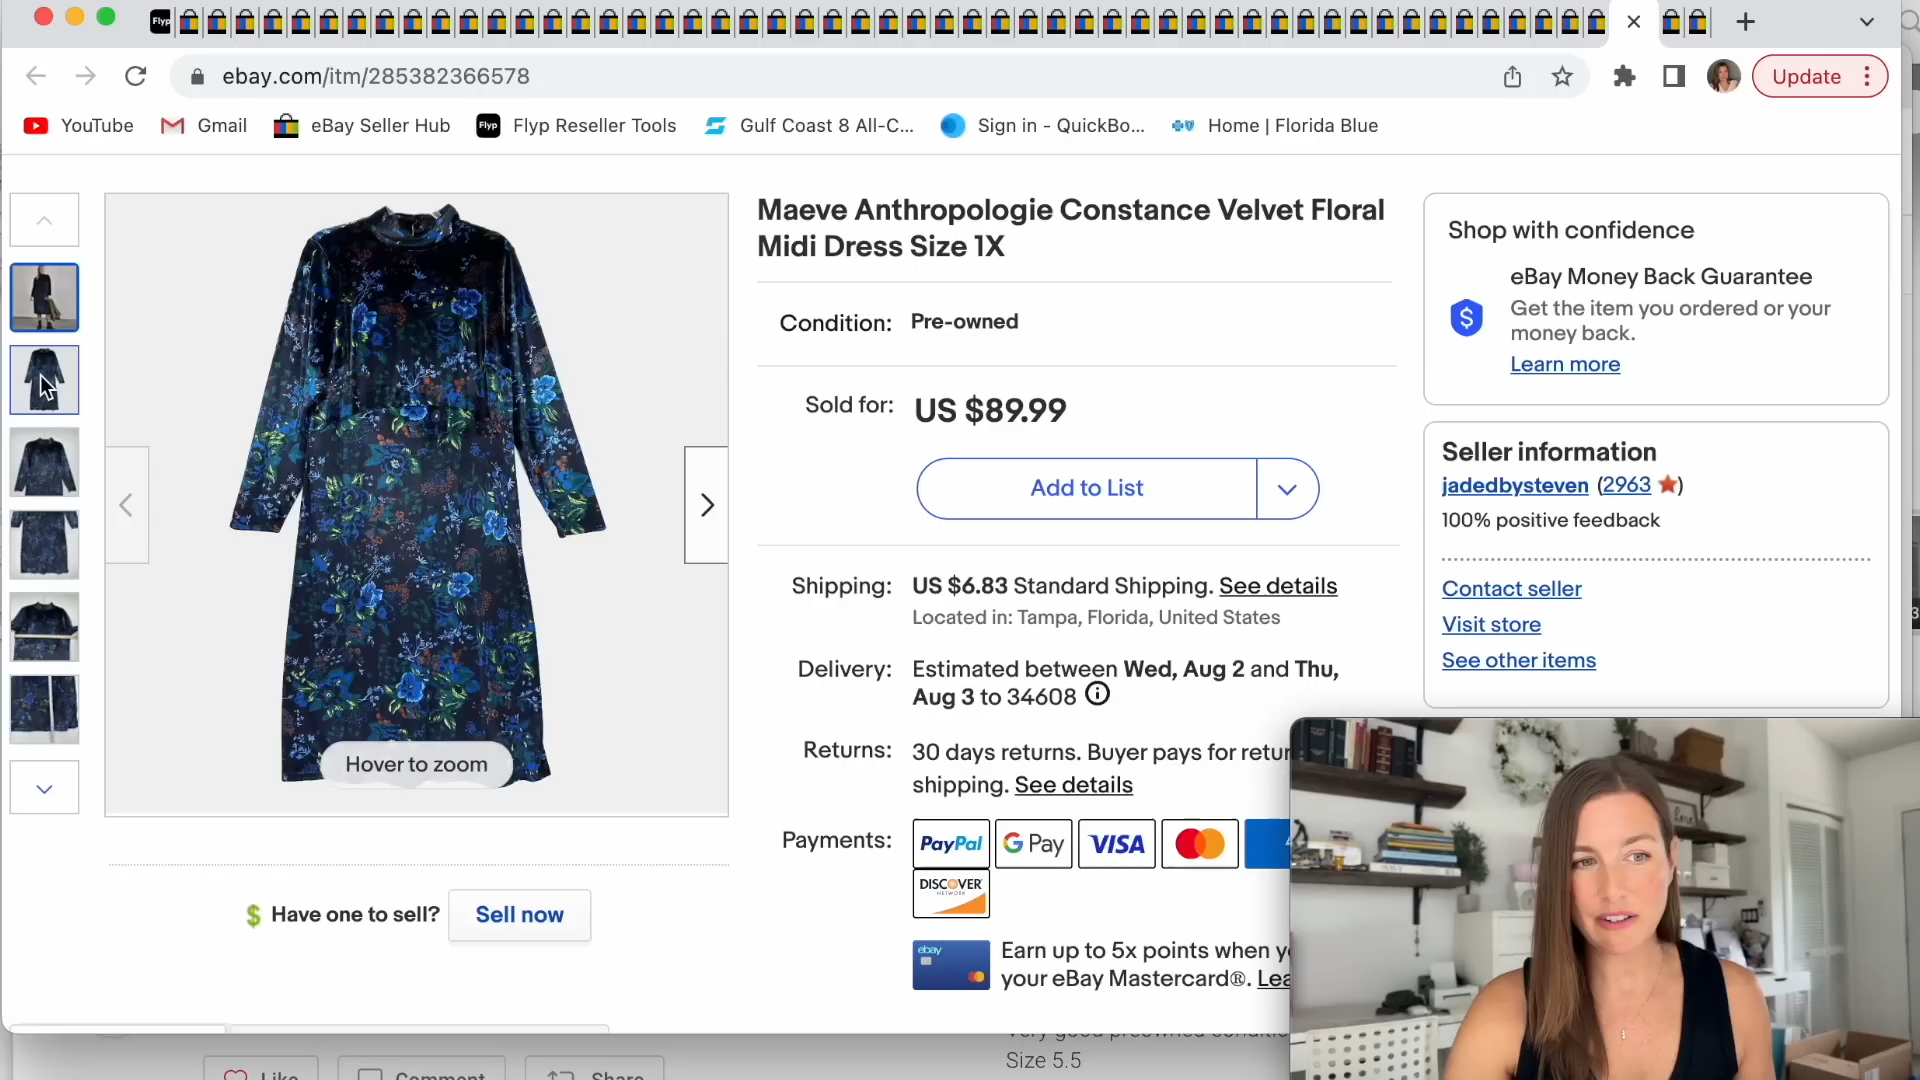 Flyp
ebay.com/itm/285382366578
Update
YouTube
Gmail
eBay Seller Hub
Flyp
Flyp Reseller Tools
Gulf Coast 8 All-C...
Sign in - QuickBo...
Home | Florida Blue
Maeve Anthropologie Constance Velvet Floral
Midi Dress Size 1X
Condition: Pre-owned
Sold for: US $89.99
Add to List
Shipping: US $6.83 Standard Shipping. See details
Located in: Tampa, Florida, United States
Delivery: Estimated between Wed, Aug 2 and Thu,
Aug 3 to 34608
Returns: 30 days returns. Buyer pays for retur
shipping. See details
Payments: PayPal G Pay VISA
DISCOVER
NETWORK
ebay
Earn up to 5x points when y
your eBay Mastercard®. Lea
Hover to zoom
Have one to sell? Sell now
Shop with confidence
eBay Money Back Guarantee
Get the item you ordered or your
money back.
Learn more
Seller information
jadedbysteven (2963)
100% positive feedback
Contact seller
Visit store
See other items
Size 5.5
Like
Comment
Share